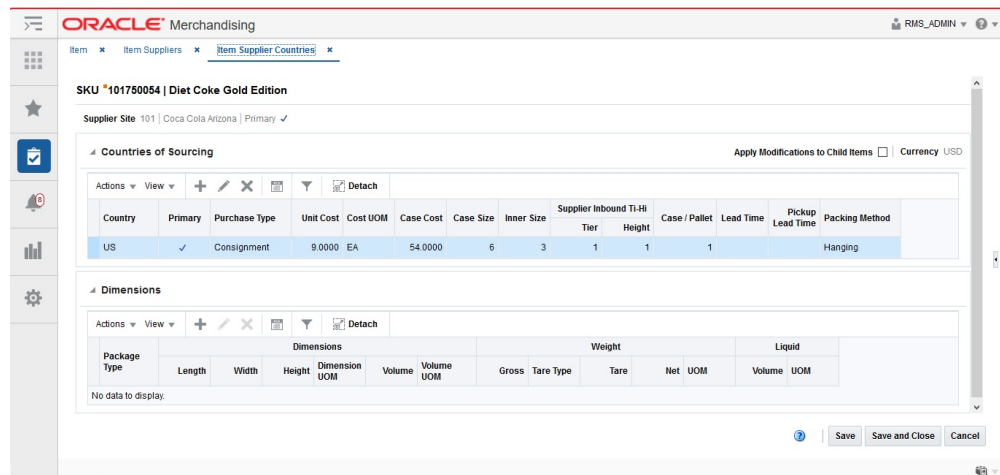 ORACLE® Merchandising
RMS_ADMIN
Item × Item Suppliers × Item Supplier Countries ×
SKU 101750054 | Diet Coke Gold Edition
Supplier Site 101 | Coca Cola Arizona | Primary ✓
8
Countries of Sourcing
Apply Modifications to Child Items | Currency USD
Actions View Detach
Country Primary Purchase Type Unit Cost Cost UOM Case Cost Case Size Inner Size Supplier Inbound Ti-Hi Tier Height Case / Pallet Lead Time Pickup Lead Time Packing Method
US ✓ Consignment 9.0000 EA 54.0000 6 3 1 1 1 Hanging
Dimensions
Actions View Detach
Package Type
Dimensions Weight Liquid
Length Width Height Dimension UOM Volume Volume UOM Gross Tare Type Tare Net UOM Volume UOM
No data to display.
? Save Save and Close Cancel